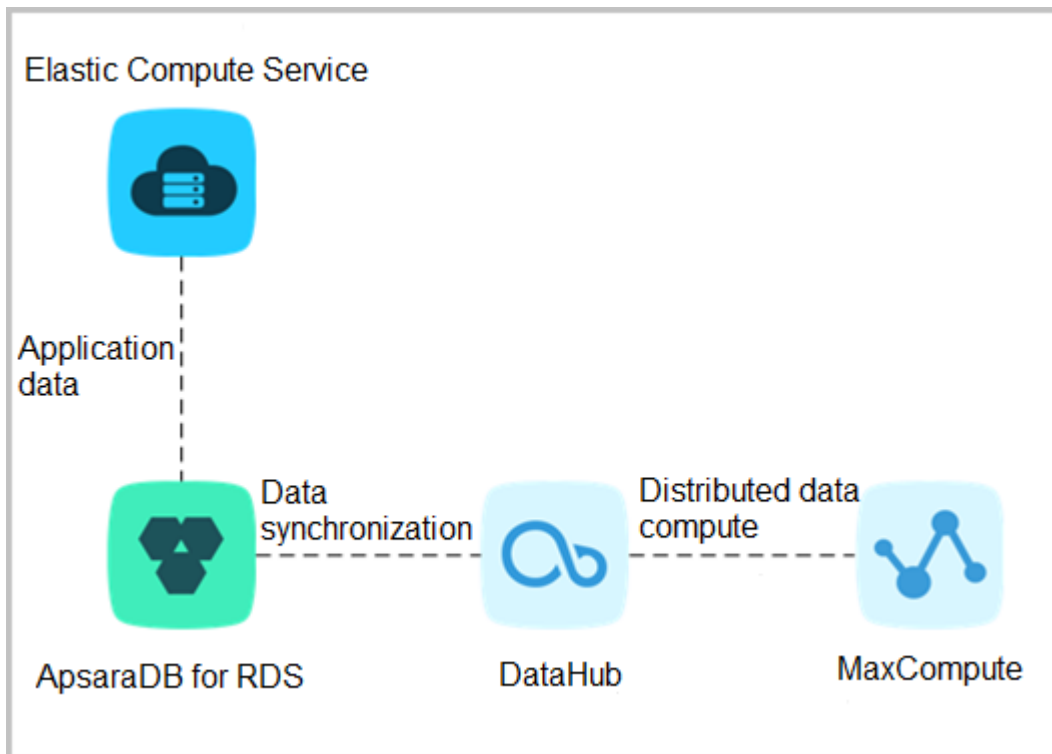 Elastic Compute Service
Application
data
Data
synchronization
Distributed data
compute
ApsaraDB for RDS
DataHub
MaxCompute